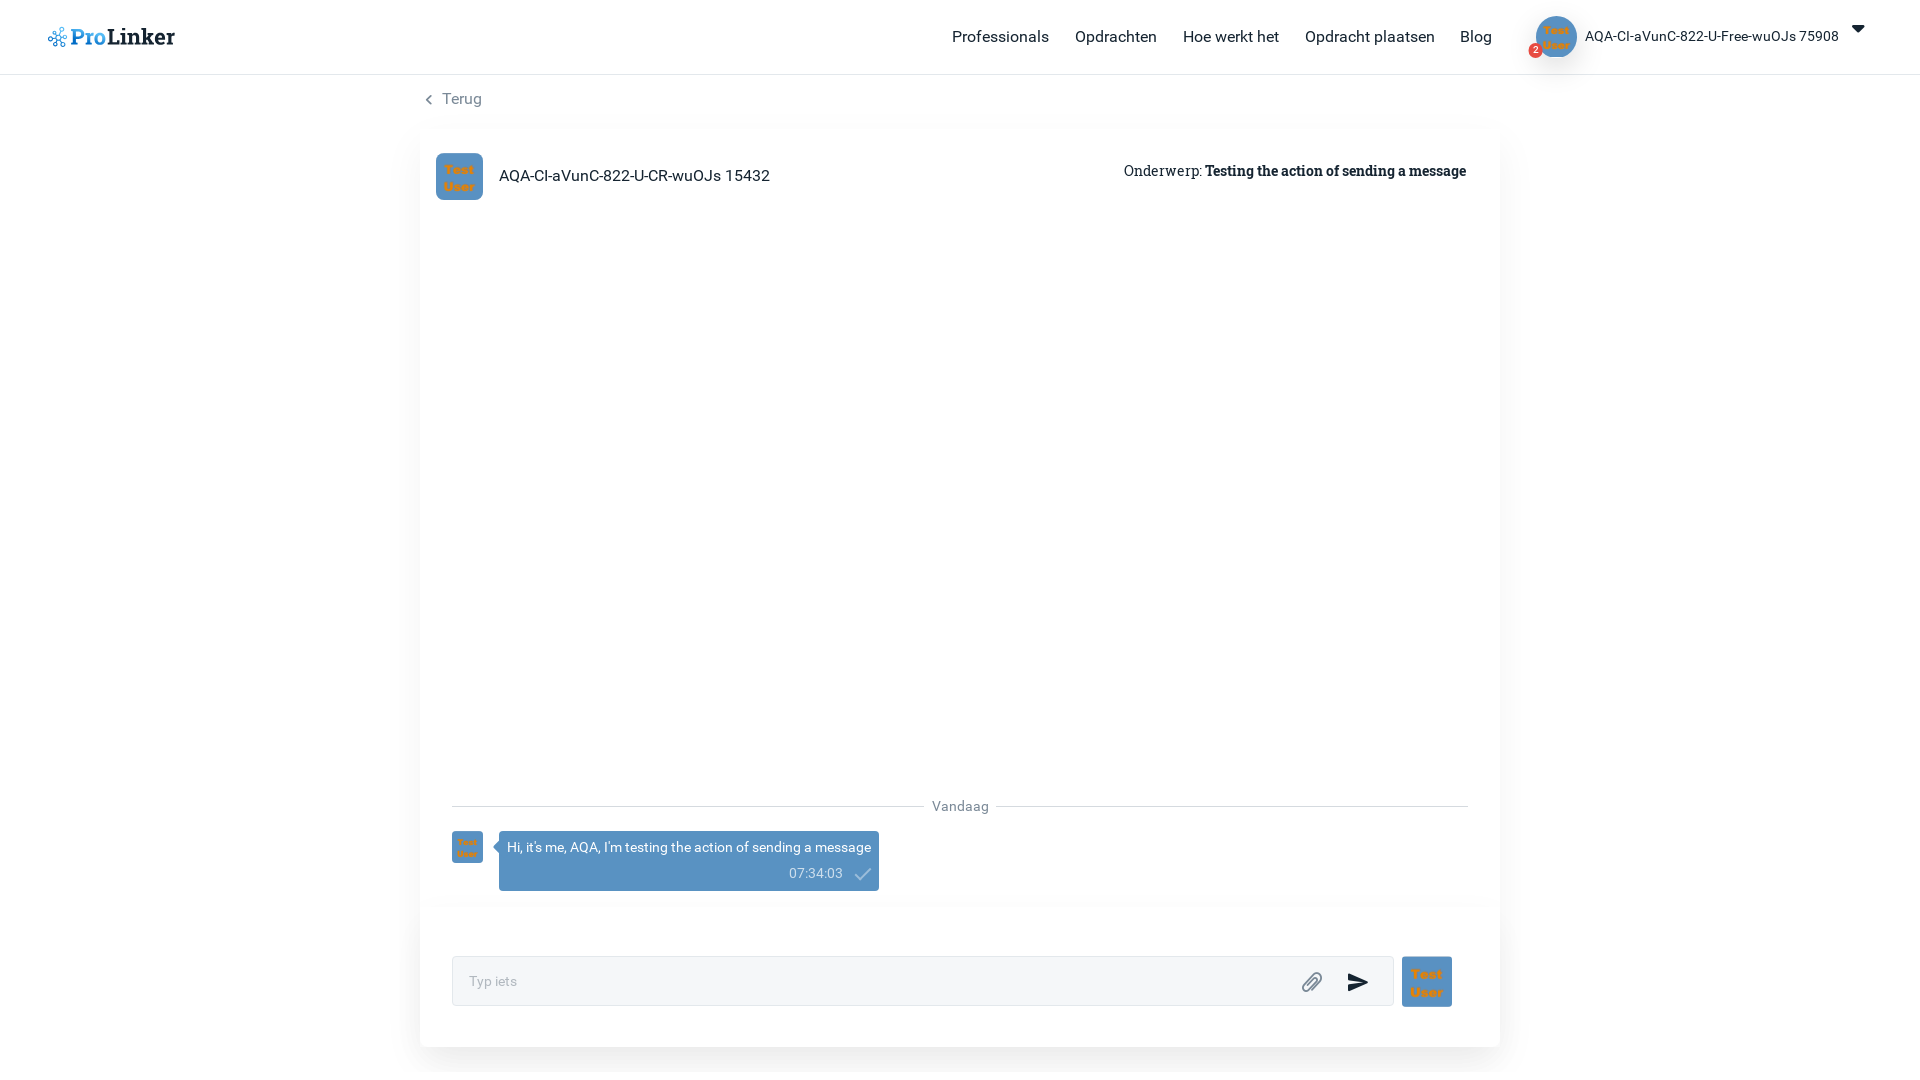 ProLinker
Professionals
Opdrachten
Hoe werkt het
Opdracht plaatsen
Blog
Test
User
2
AQA-CI-aVunC-822-U-Free-wuOJs 75908
Terug
Test
User
AQA-CI-aVunC-822-U-CR-wuOJs 15432
Onderwerp: Testing the action of sending a message
Vandaag
Test
User
Hi, it's me, AQA, I'm testing the action of sending a message
07:34:03
Typ iets
Test
User